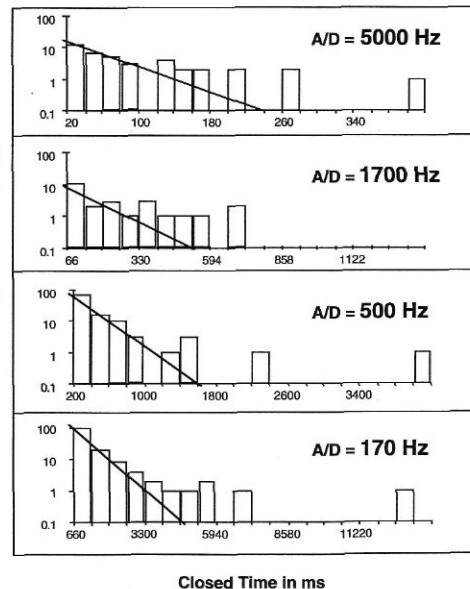 100
A/D = 5000 Hz
10
1
0.1
20 100 180 260 340
100
A/D = 1700 Hz
10
1
0.1
66 330 594 858 1122
100
A/D = 500 Hz
10
1
0.1
200 1000 1800 2600 3400
100
A/D = 170 Hz
10
1
0.1
660 3300 5940 8580 11220
Closed Time in ms